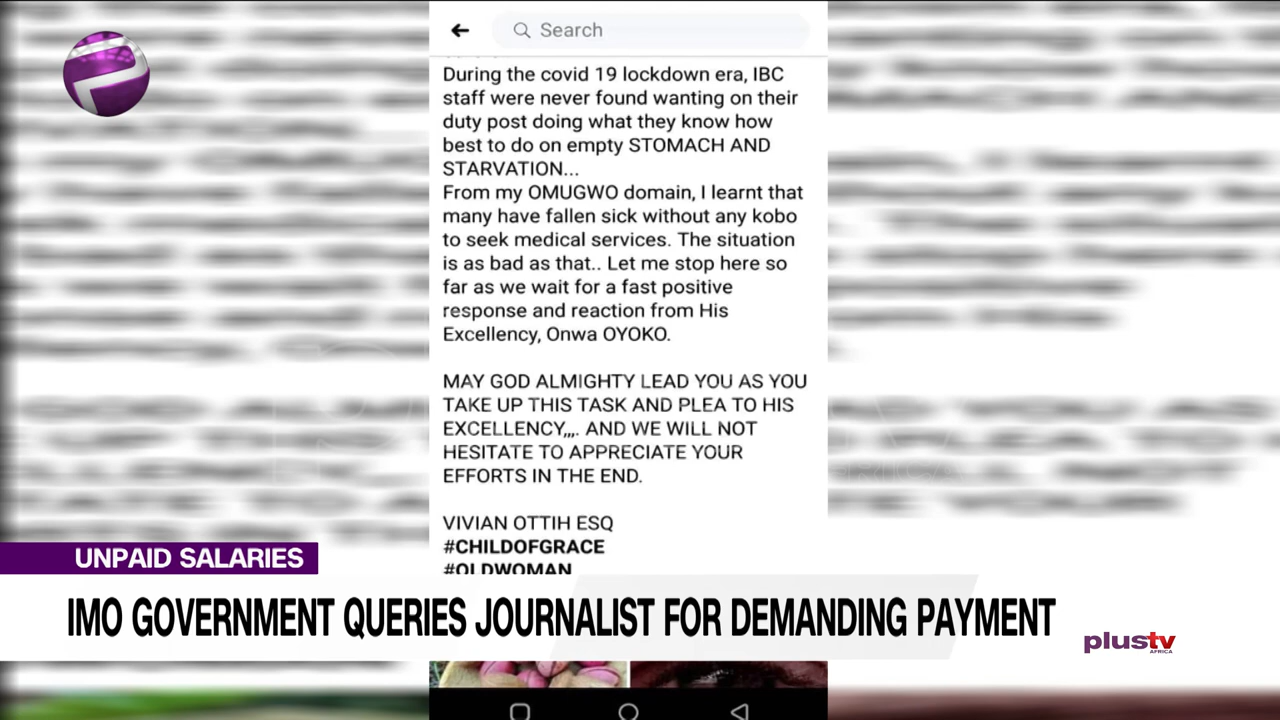 Search
During the covid 19 lockdown era, IBC
staff were never found wanting on their
duty post doing what they know how
best to do on empty STOMACH AND
STARVATION...
From my OMUGWO domain, I learnt that
many have fallen sick without any kobo
to seek medical services. The situation
is as bad as that.. Let me stop here so
far as we wait for a fast positive
response and reaction from His
Excellency, Onwa OYOKO.
MAY GOD ALMIGHTY LEAD YOU AS YOU
TAKE UP THIS TASK AND PLEA TO HIS
EXCELLENCY,,,. AND WE WILL NOT
HESITATE TO APPRECIATE YOUR
EFFORTS IN THE END.
VIVIAN OTTIH ESQ
#CHILDOFGRACE
#OLDWOMAN
UNPAID SALARIES
IMO GOVERNMENT QUERIES JOURNALIST FOR DEMANDING PAYMENT
plustv
AFRICA